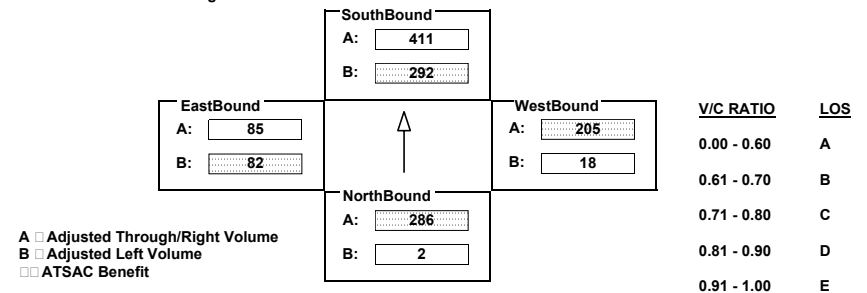 SouthBound
A: 411
B: 292
EastBound
A: 85
B: 82
WestBound
A: 205
B: 18
NorthBound
A: 286
B: 2
A □ Adjusted Through/Right Volume
B □ Adjusted Left Volume
□□ ATSAC Benefit
V/C RATIO LOS
0.00 - 0.60 A
0.61 - 0.70 B
0.71 - 0.80 C
0.81 - 0.90 D
0.91 - 1.00 E